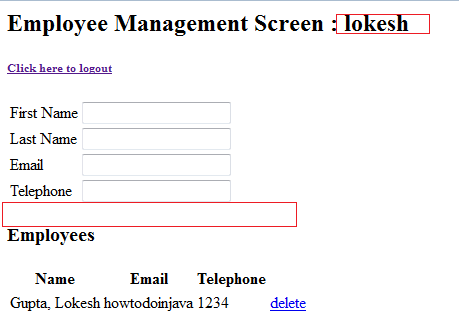 Employee Management Screen : lokesh
Click here to logout
First Name
Last Name
Email
Telephone
Employees
Name Email Telephone
Gupta, Lokesh howtodoinjava 1234 delete